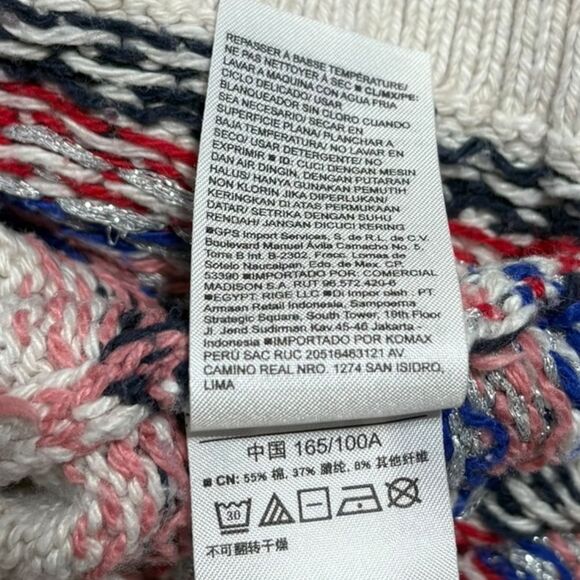 REPASSER À BASSE TEMPÉRATURE/
NE PAS NETTOYER À SEC ■ CL/MX/PE:
LAVAR A MAQUINA CON AGUA FRIA
CICLO DELICADO/ USAR
BLANQUEADOR SIN CLORO CUANDO
SEA NECESARIO/ SECAR EN
SUPERFICIE PLANA/ PLANCHAR A
BAJA TEMPERATURA/ NO LAVAR EN
SECO/ USAR DETERGENTE/ NO
EXPRIMIR ■ ID: CUCI DENGAN MESIN
DAN AIR DINGIN, DENGAN PUTARAN
HALUS/ HANYA GUNAKAN PEMUTIH
NON KLORIN JIKA DIPERLUKAN/
KERINGKAN DI ATAS PERMUKAAN
DATAR/ SETRIKA DENGAN SUHU
RENDAH/ JANGAN DICUCI KERING
■GPS Import Services, S. de R.L. de C.V.
Boulevard Manuel Ávila Camacho No. 5,
Torre B Int B-2302, Fracc. Lomas de
Sotelo Naucalpan, Edo. de Mex. CP
53390 ■IMPORTADO POR: COMERCIAL
MADISON S.A. RUT 96.572.420-6
■EGYPT: RIGE LLC ■Di Impor oleh : PT.
Armaan Retail Indonesia, Sampoerna
Strategic Square, South Tower, 19th Floor
Jl. Jend Sudirman Kav.45-46 Jakarta -
Indonesia ■IMPORTADO POR KOMAX
PERÚ SAC RUC 20516463121 AV.
CAMINO REAL NRO. 1274 SAN ISIDRO,
LIMA
中国 165/100A
■ CN: 55% 棉, 37% 腈纶, 8% 其他纤维
30
不可翻转干燥